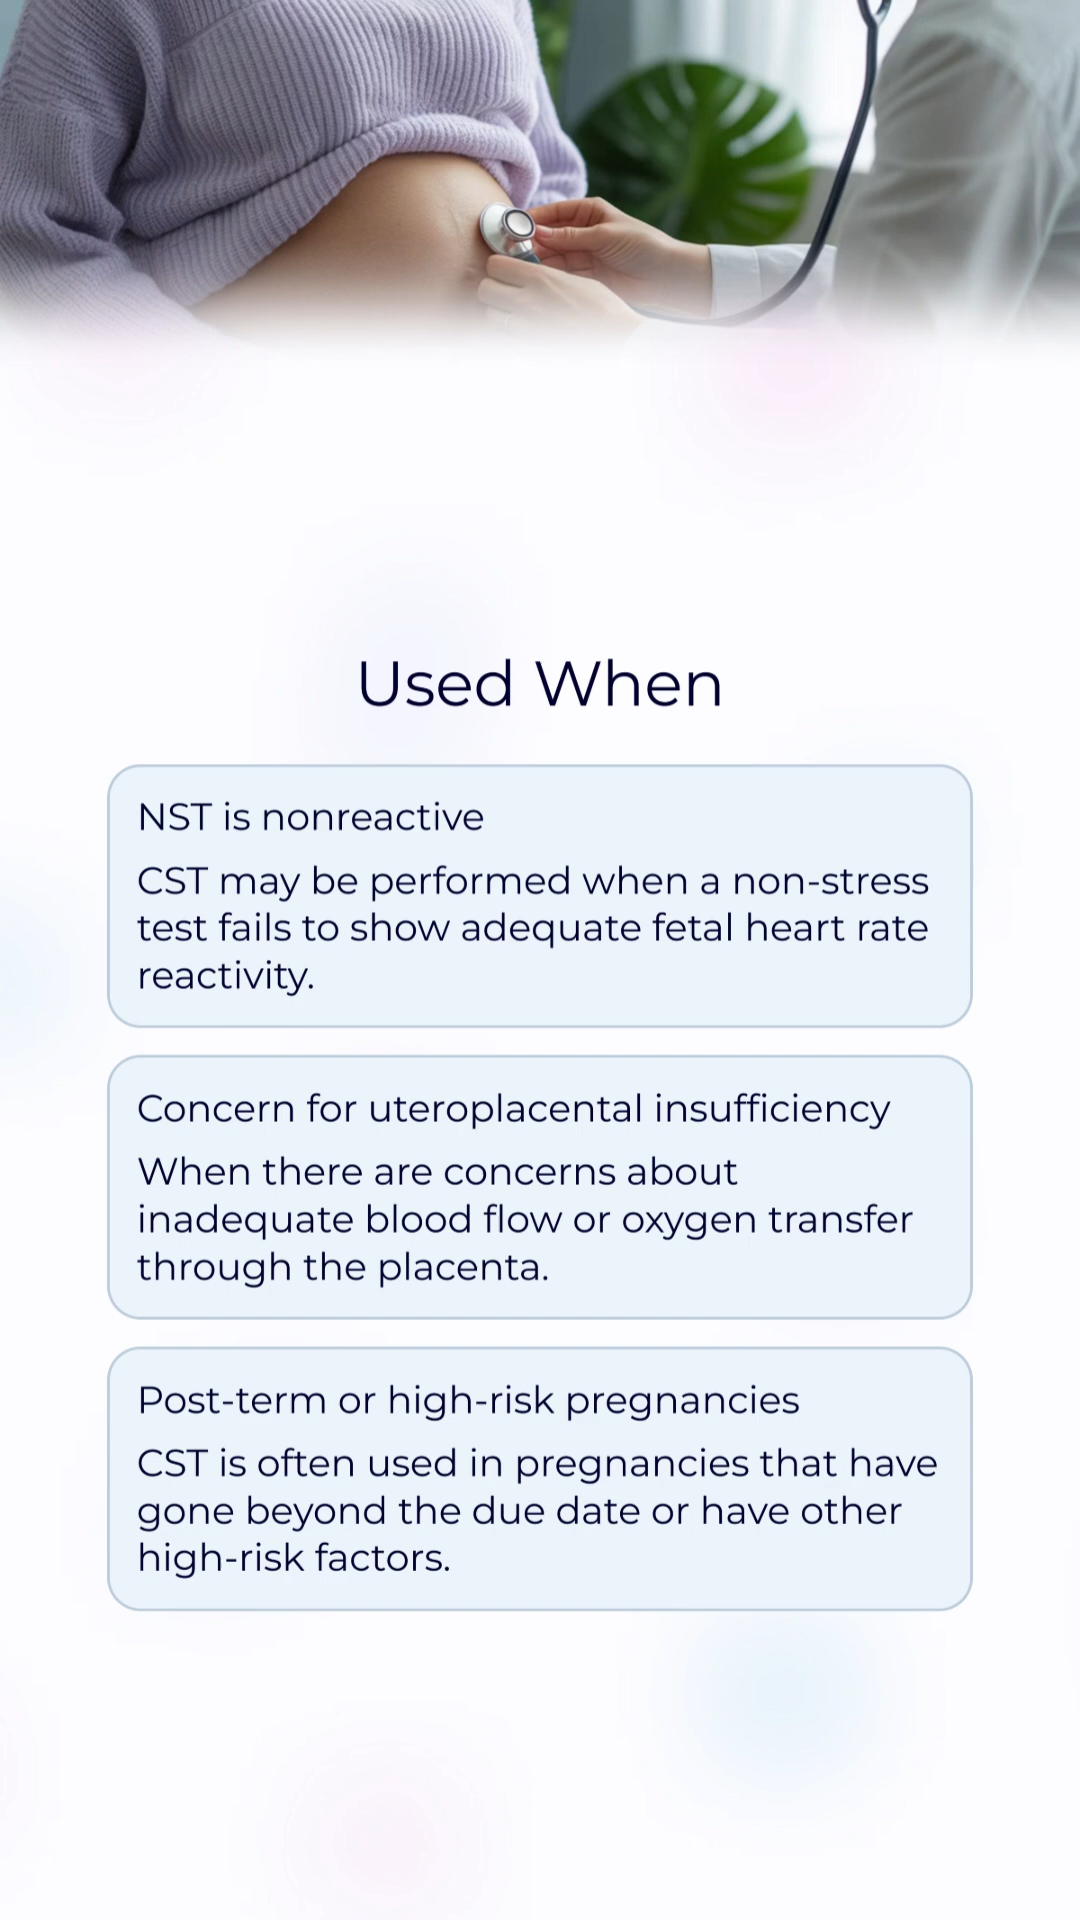 Used When
NST is nonreactive
CST may be performed when a non-stress
test fails to show adequate fetal heart rate
reactivity.
Concern for uteroplacental insufficiency
When there are concerns about
inadequate blood flow or oxygen transfer
through the placenta.
Post-term or high-risk pregnancies
CST is often used in pregnancies that have
gone beyond the due date or have other
high-risk factors.